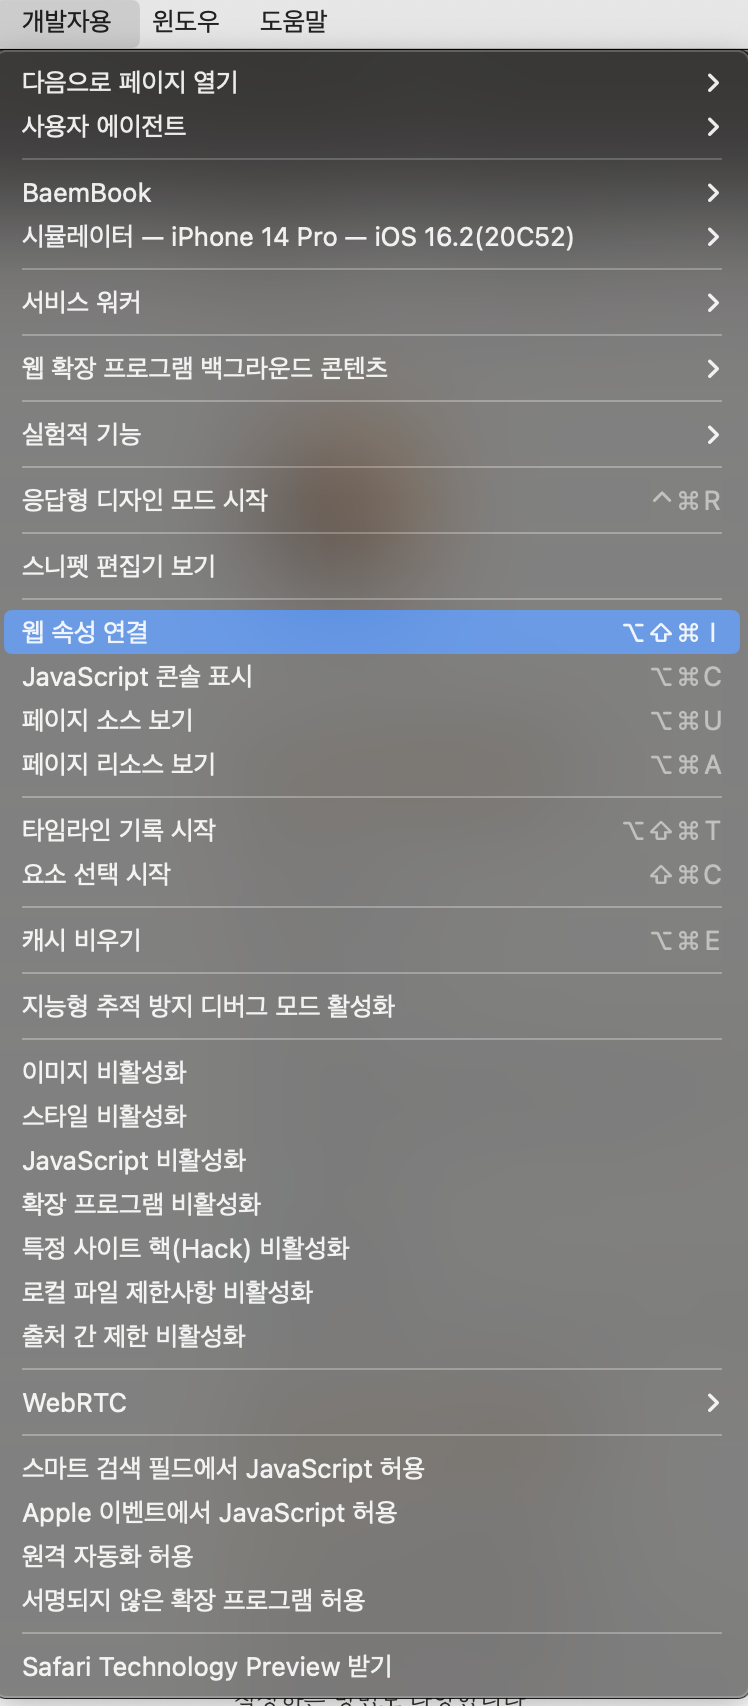 개발자용 윈도우 도움말
다음으로 페이지 열기
사용자 에이전트
BaemBook
시뮬레이터 — iPhone 14 Pro — iOS 16.2(20C52)
서비스 워커
웹 확장 프로그램 백그라운드 콘텐츠
실험적 기능
응답형 디자인 모드 시작 ^⌘R
스니펫 편집기 보기
웹 속성 연결 ⌥⇧⌘I
JavaScript 콘솔 표시 ⌥⌘C
페이지 소스 보기 ⌥⌘U
페이지 리소스 보기 ⌥⌘A
타임라인 기록 시작 ⌥⇧⌘T
요소 선택 시작 ⇧⌘C
캐시 비우기 ⌥⌘E
지능형 추적 방지 디버그 모드 활성화
이미지 비활성화
스타일 비활성화
JavaScript 비활성화
확장 프로그램 비활성화
특정 사이트 핵(Hack) 비활성화
로컬 파일 제한사항 비활성화
출처 간 제한 비활성화
WebRTC
스마트 검색 필드에서 JavaScript 허용
Apple 이벤트에서 JavaScript 허용
원격 자동화 허용
서명되지 않은 확장 프로그램 허용
Safari Technology Preview 받기